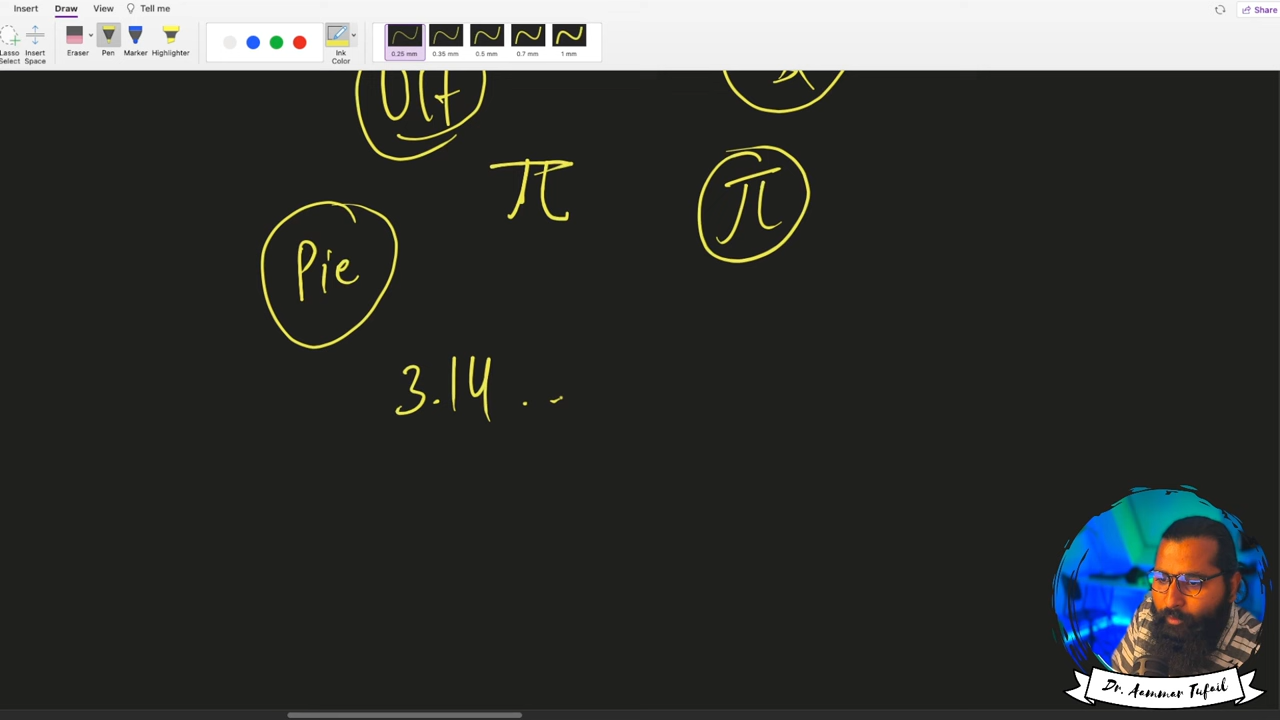 Insert Draw View Tell me Share
Lasso Select
Insert Space
Eraser
Pen
Marker
Highlighter
Ink Color
0.25 mm 0.35 mm 0.5 mm 0.7 mm 1 mm
π π
Pie
3.14 . . .
Dr. Aammar Tufail